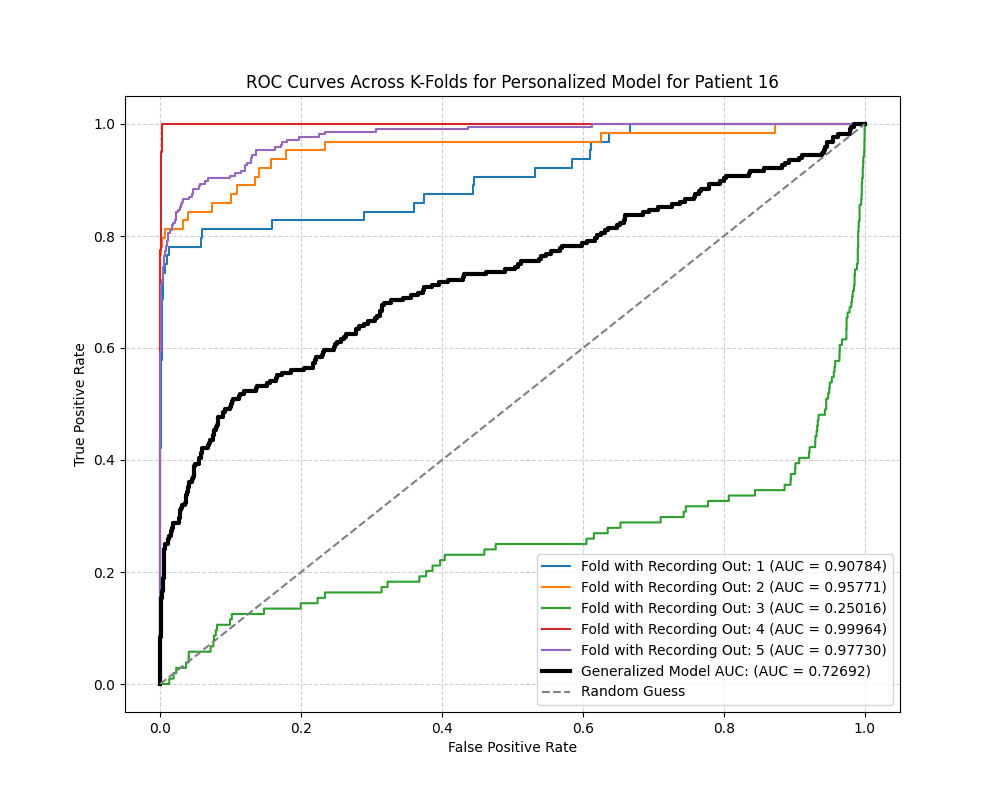 ROC Curves Across K-Folds for Personalized Model for Patient 16
True Positive Rate
1.0
0.8
0.6
0.4
0.2
0.0
Fold with Recording Out: 1 (AUC = 0.90784)
Fold with Recording Out: 2 (AUC = 0.95771)
Fold with Recording Out: 3 (AUC = 0.25016)
Fold with Recording Out: 4 (AUC = 0.99964)
Fold with Recording Out: 5 (AUC = 0.97730)
Generalized Model AUC: (AUC = 0.72692)
Random Guess
0.0 0.2 0.4 0.6 0.8 1.0
False Positive Rate